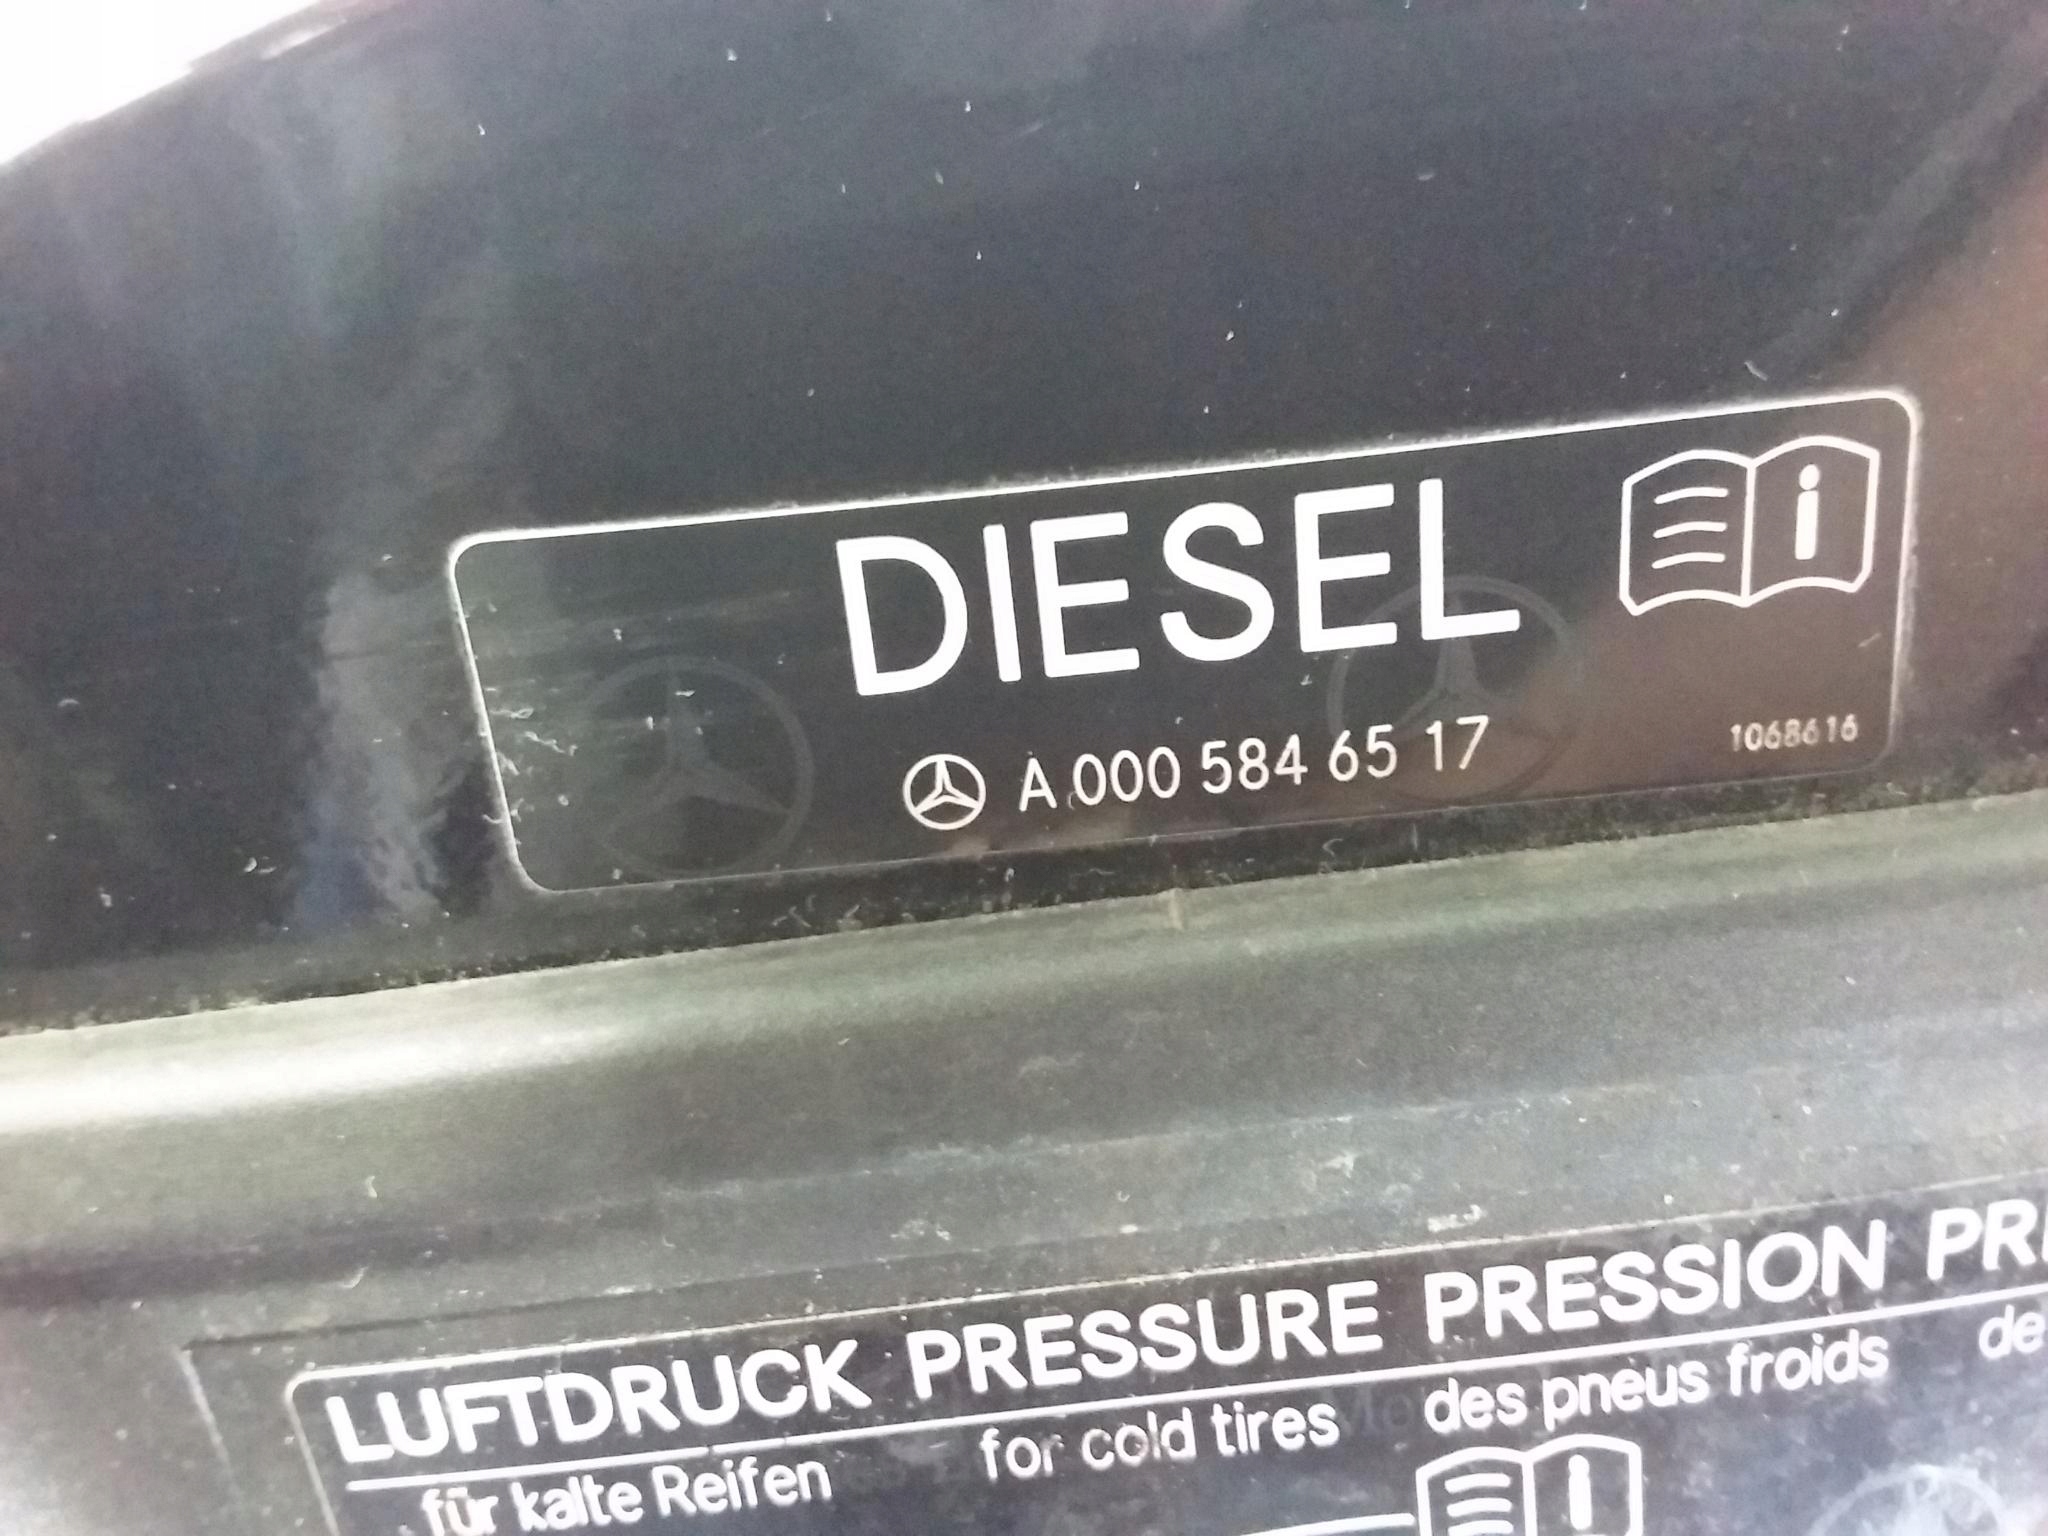 DIESEL
A 000 584 65 17
1068616
LUFTDRUCK PRESSURE PRESSION
für kalte Reifen for cold tires des pneus froids